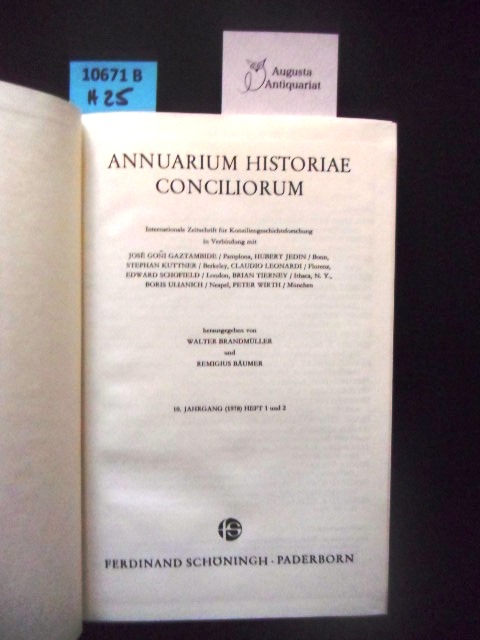 10671 B
# 25
Augusta
Antiquariat
ANNUARIUM HISTORIAE
CONCILIORUM
Internationale Zeitschrift für Konziliengeschichtsforschung
in Verbindung mit
JOSÉ GOÑI GAZTAMBIDE / Pamplona, HUBERT JEDIN / Bonn,
STEPHAN KUTTNER / Berkeley, CLAUDIO LEONARDI / Florenz,
EDWARD SCHOFIELD / London, BRIAN TIERNEY / Ithaca, N. Y.,
BORIS ULIANICH / Neapel, PETER WIRTH / München
herausgegeben von
WALTER BRANDMÜLLER
und
REMIGIUS BÄUMER
10. JAHRGANG (1978) HEFT 1 und 2
fs
FERDINAND SCHÖNINGH · PADERBORN